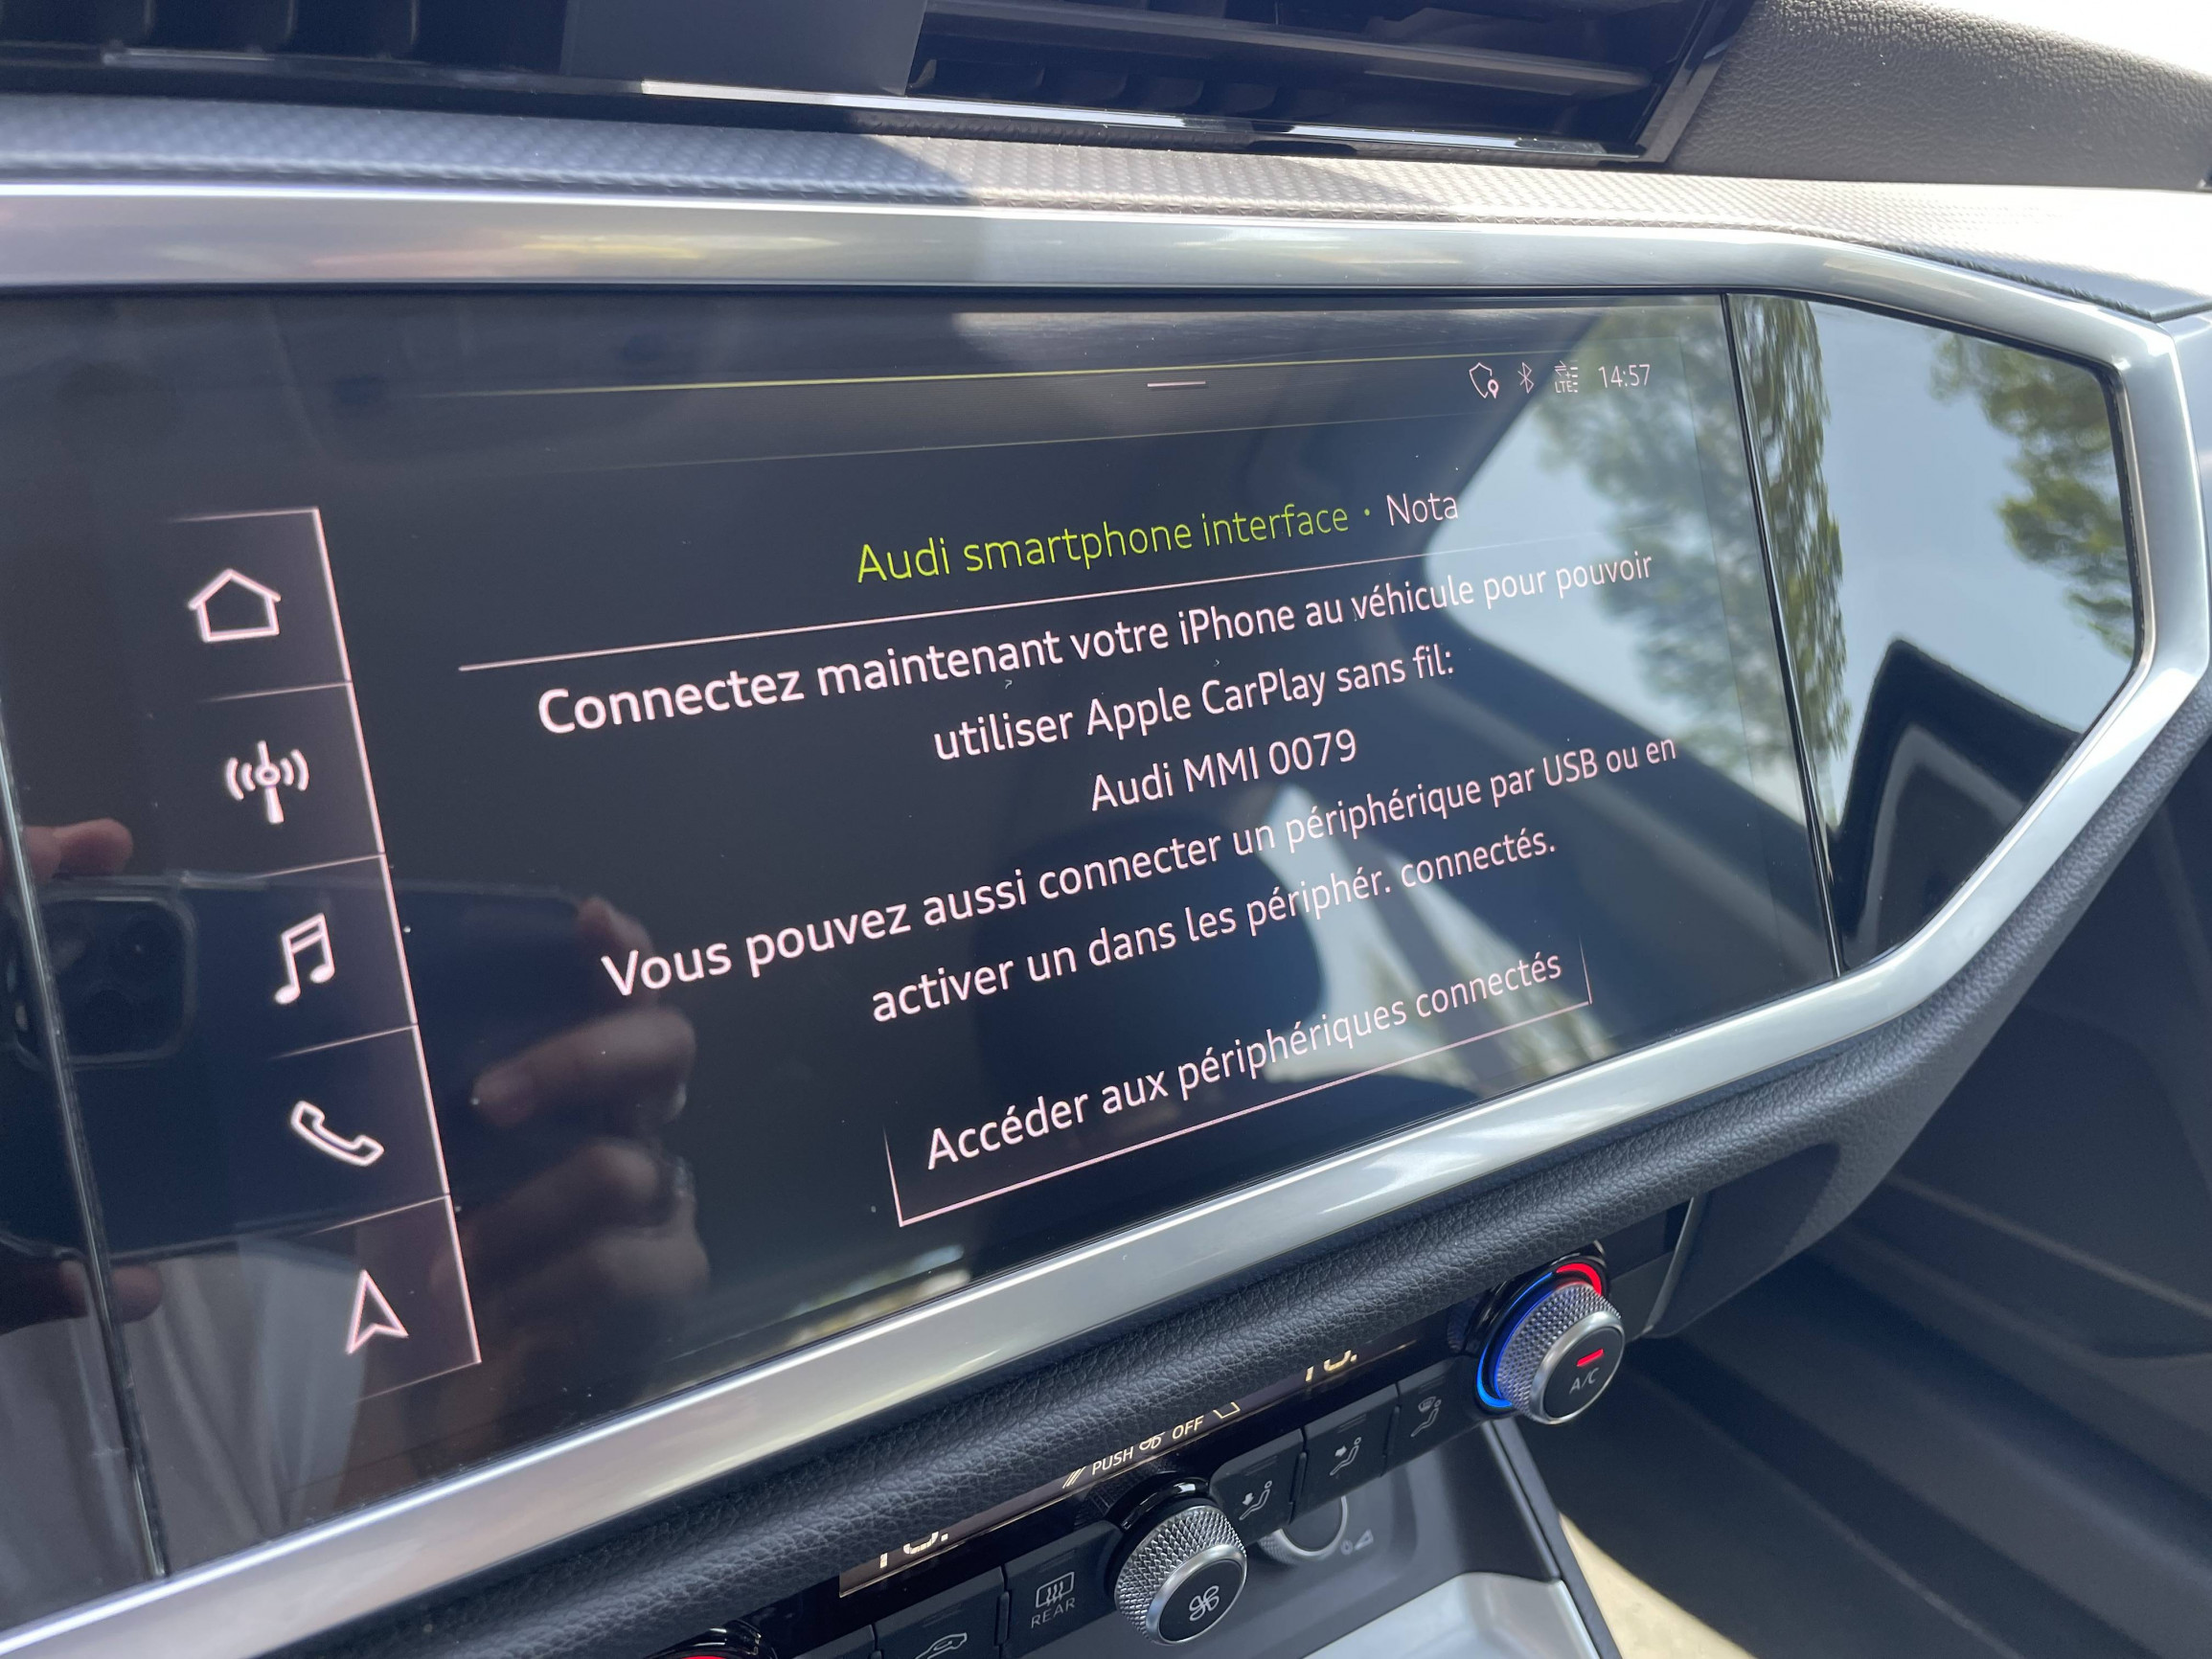 LTE 14:57
Audi smartphone interface · Nota
Connectez maintenant votre iPhone au véhicule pour pouvoir
utiliser Apple CarPlay sans fil:
Audi MMI 0079
Vous pouvez aussi connecter un périphérique par USB ou en
activer un dans les périphér. connectés.
Accéder aux périphériques connectés
A/C
PUSH OFF
REAR